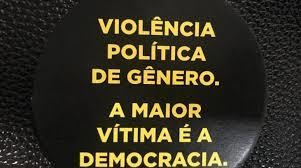 VIOLÊNCIA
POLÍTICA
DE GÊNERO.
A MAIOR
VÍTIMA É A
DEMOCRACIA.